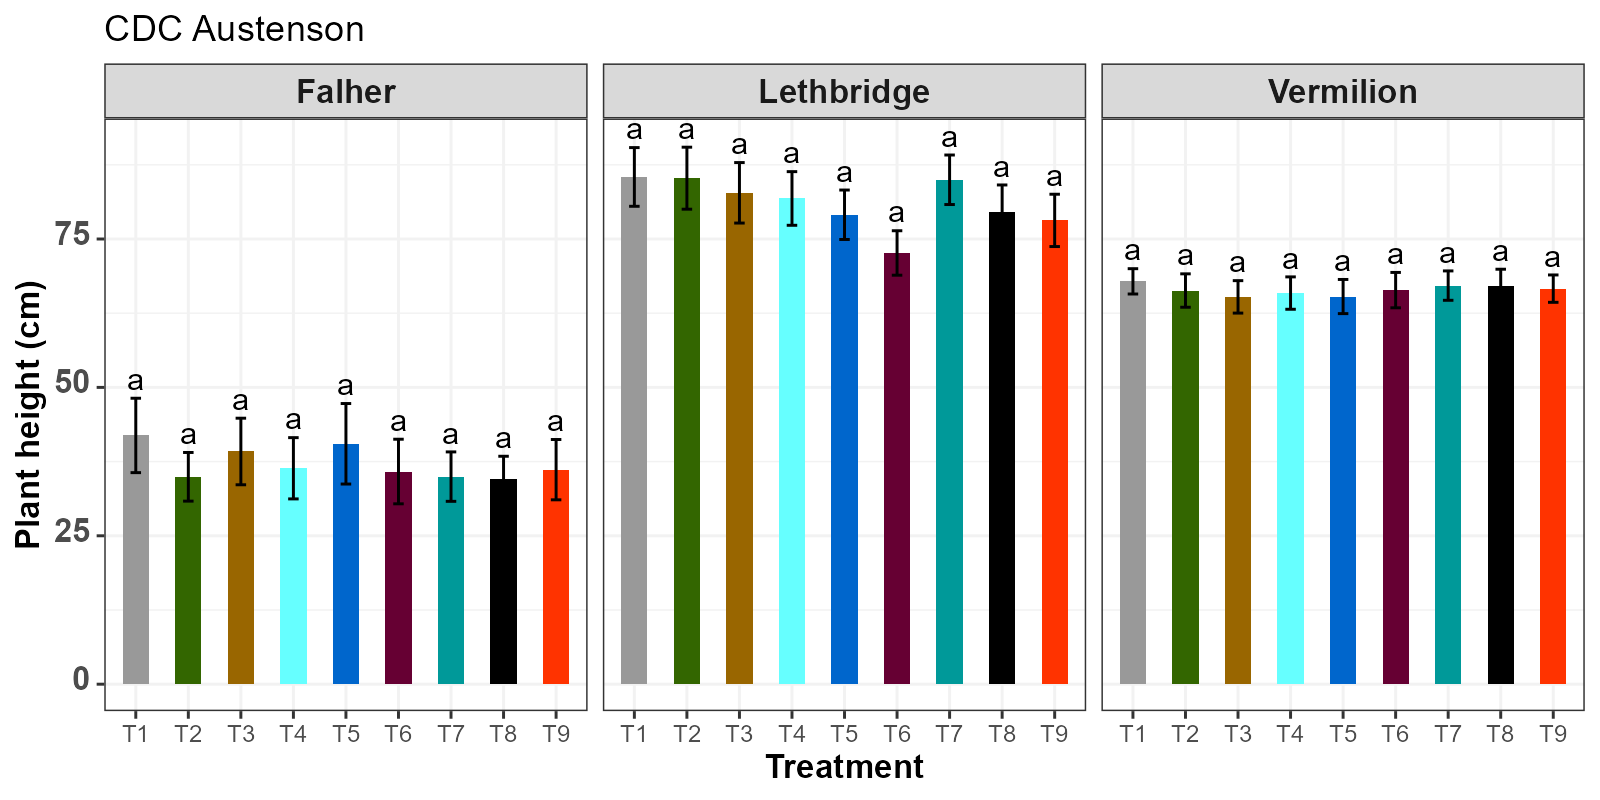 CDC Austenson
Falher Lethbridge Vermilion
a a a a a a a a a
a a a a a a a a a
a a a a a a a a a
Plant height (cm)
75
50
25
0
T1 T2 T3 T4 T5 T6 T7 T8 T9 T1 T2 T3 T4 T5 T6 T7 T8 T9 T1 T2 T3 T4 T5 T6 T7 T8 T9
Treatment